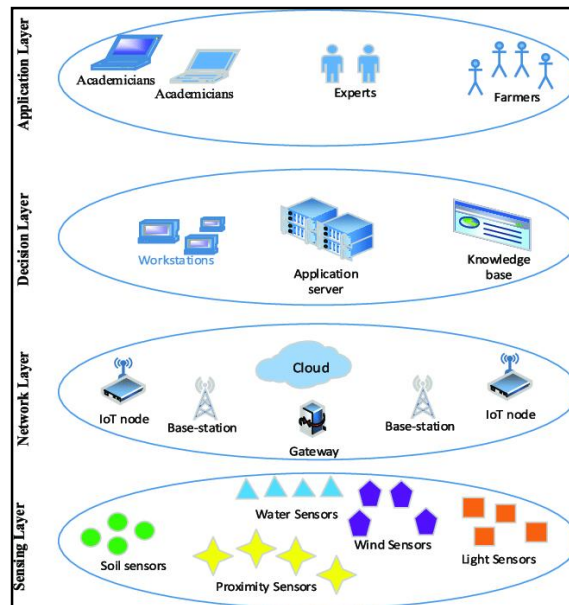 Application Layer
Academicians
Academicians
Experts
Farmers
Decision Layer
Workstations
Application
server
Knowledge
base
Network Layer
Cloud
IoT node
Base-station
Gateway
Base-station
IoT node
Sensing Layer
Water Sensors
Soil sensors
Wind Sensors
Light Sensors
Proximity Sensors